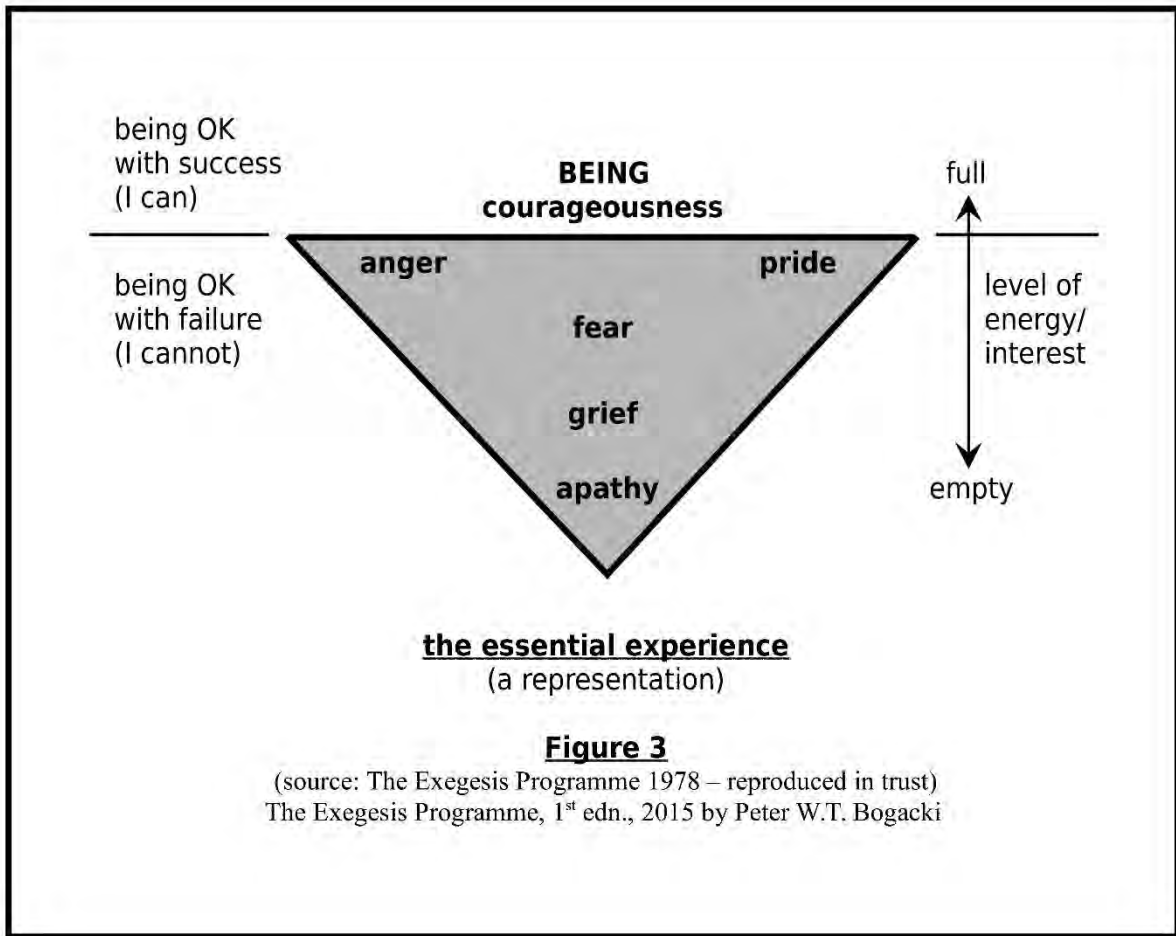 being OK
with success
(I can)
BEING
courageousness
full
anger
pride
being OK
with failure
(I cannot)
level of
energy/
interest
fear
grief
apathy
empty
the essential experience
(a representation)
Figure 3
(source: The Exegesis Programme 1978 – reproduced in trust)
The Exegesis Programme, 1st edn., 2015 by Peter W.T. Bogacki